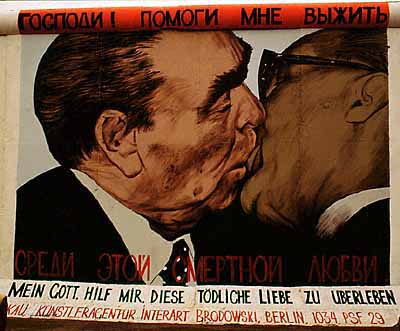 ГОСПОДИ! ПОМОГИ МНЕ ВЫЖИТЬ
СРЕДИ ЭТОЙ СМЕРТНОЙ ЛЮБВИ
MEIN GOTT. HILF MIR, DIESE TÖDLICHE LIEBE ZU ÜBERLEBEN
KAU, KÜNSTLERAGENTUR INTERART BRODOWSKI, BERLIN, 1034, PSF 29